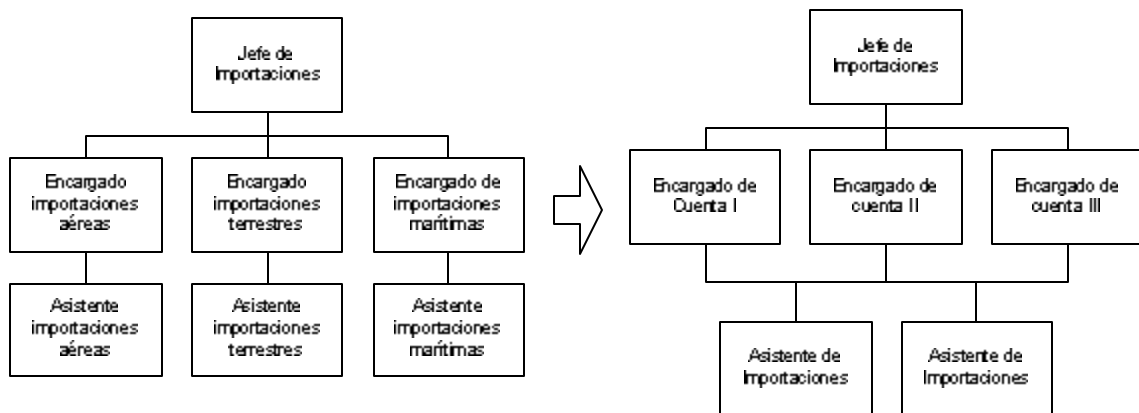 Jefe de
Importaciones
Encargado
importaciones
aéreas
Encargado
importaciones
terrestres
Encargado de
importaciones
marítimas
Asistente
importaciones
aéreas
Asistente
importaciones
terrestres
Asistente
importaciones
marítimas
Jefe de
Importaciones
Encargado de
Cuenta I
Encargado de
cuenta II
Encargado de
cuenta III
Asistente de
Importaciones
Asistente de
Importaciones